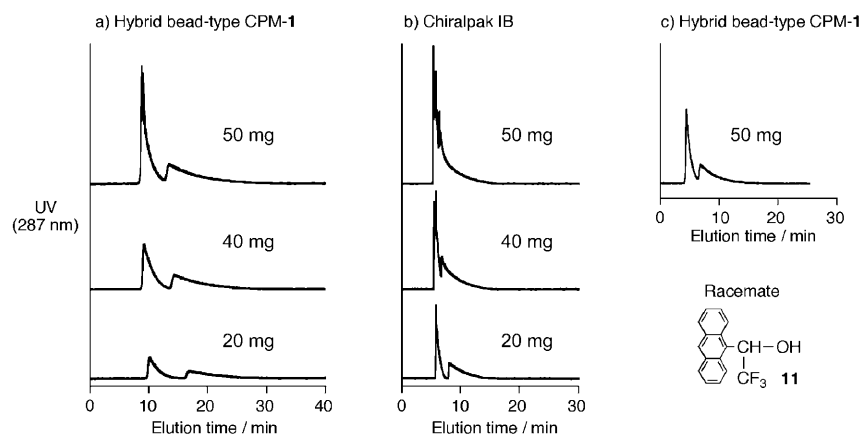 a) Hybrid bead-type CPM-1
50 mg
40 mg
20 mg
UV
(287 nm)
0 10 20 30 40
Elution time / min
b) Chiralpak IB
50 mg
40 mg
20 mg
0 10 20 30
Elution time / min
c) Hybrid bead-type CPM-1
50 mg
0 10 20 30
Elution time / min
Racemate
CH–OH
CF₃ 11